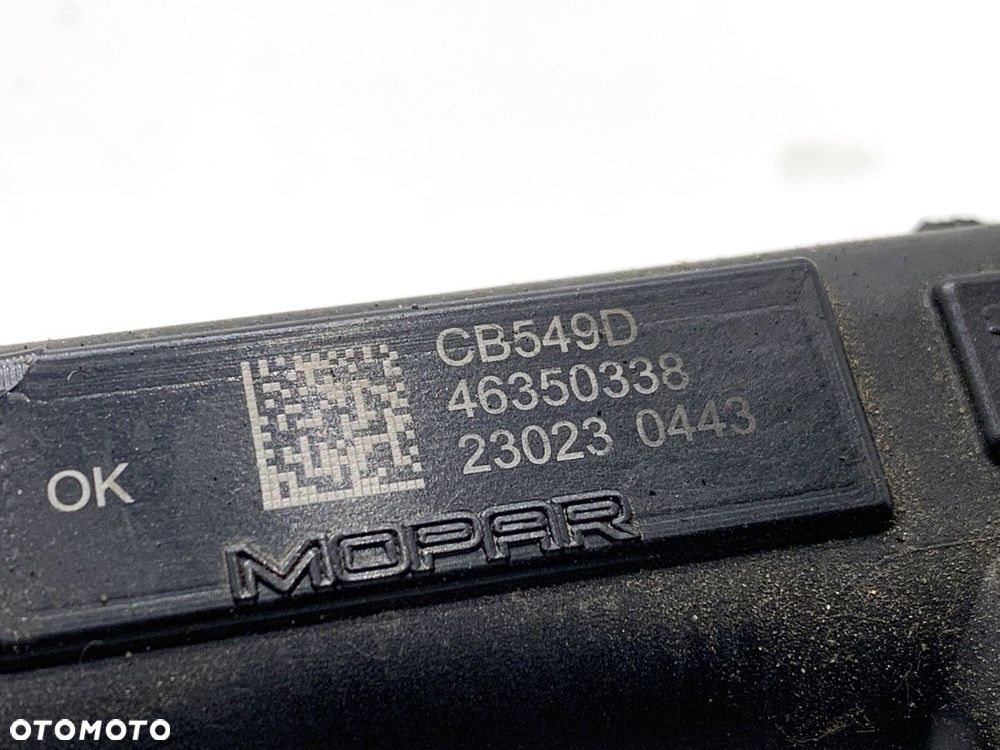 CB549D
46350338
23023 0443
OK
MOPAR
OTOMOTO